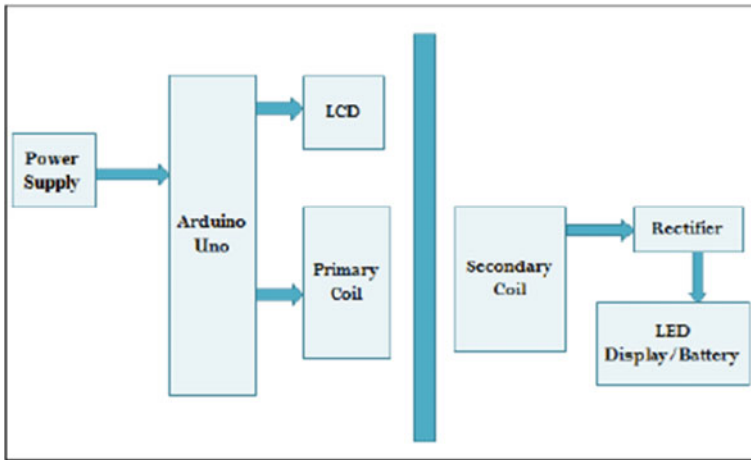 Power
Supply
Arduino
Uno
LCD
Primary
Coil
Secondary
Coil
Rectifier
LED
Display/Battery